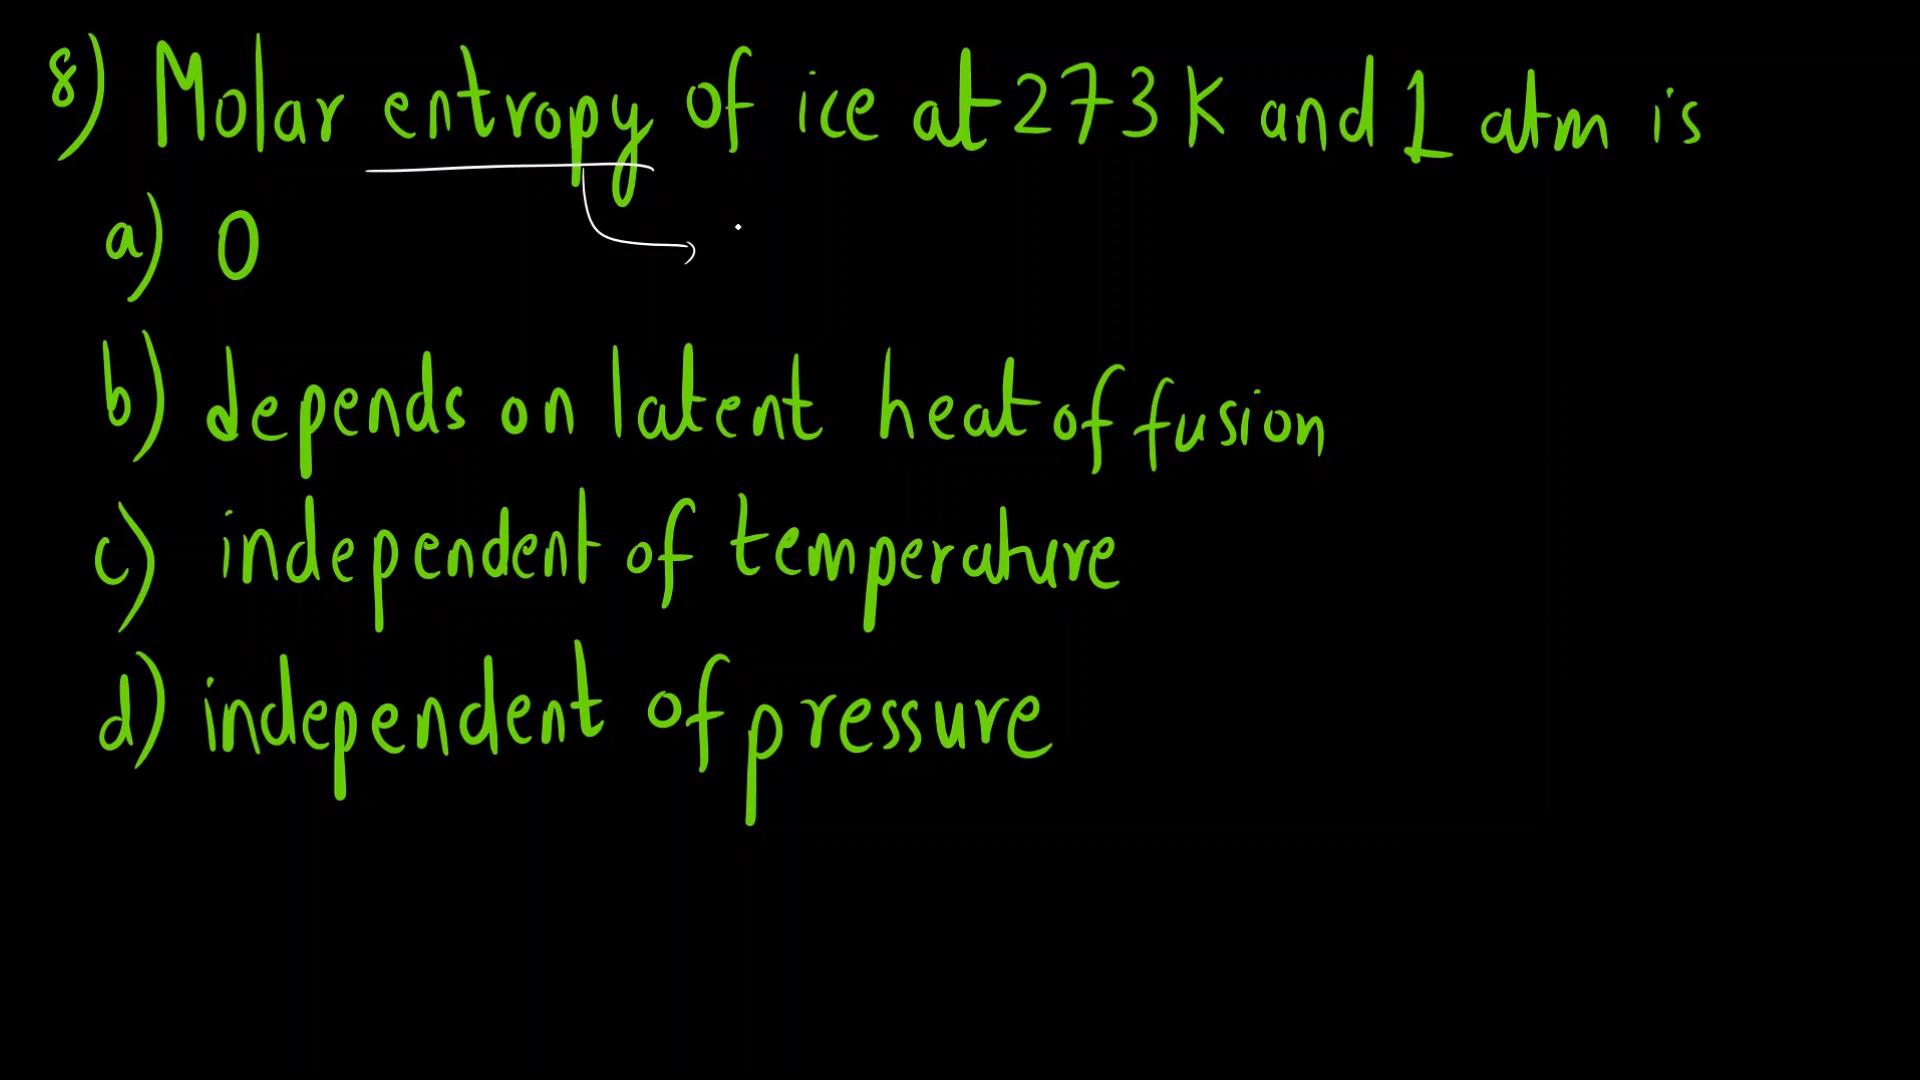 8) Molar entropy of ice at 273 K and 1 atm is
a) 0
b) depends on latent heat of fusion
c) independent of temperature
d) independent of pressure